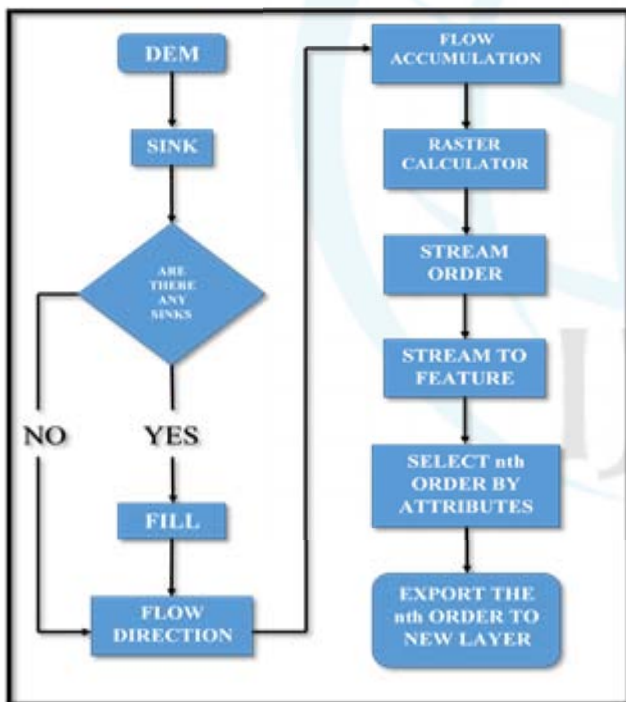 DEM
SINK
ARE
THERE
ANY
SINKS
NO
YES
FILL
FLOW
DIRECTION
FLOW
ACCUMULATION
RASTER
CALCULATOR
STREAM
ORDER
STREAM TO
FEATURE
SELECT nth
ORDER BY
ATTRIBUTES
EXPORT THE
nth ORDER TO
NEW LAYER